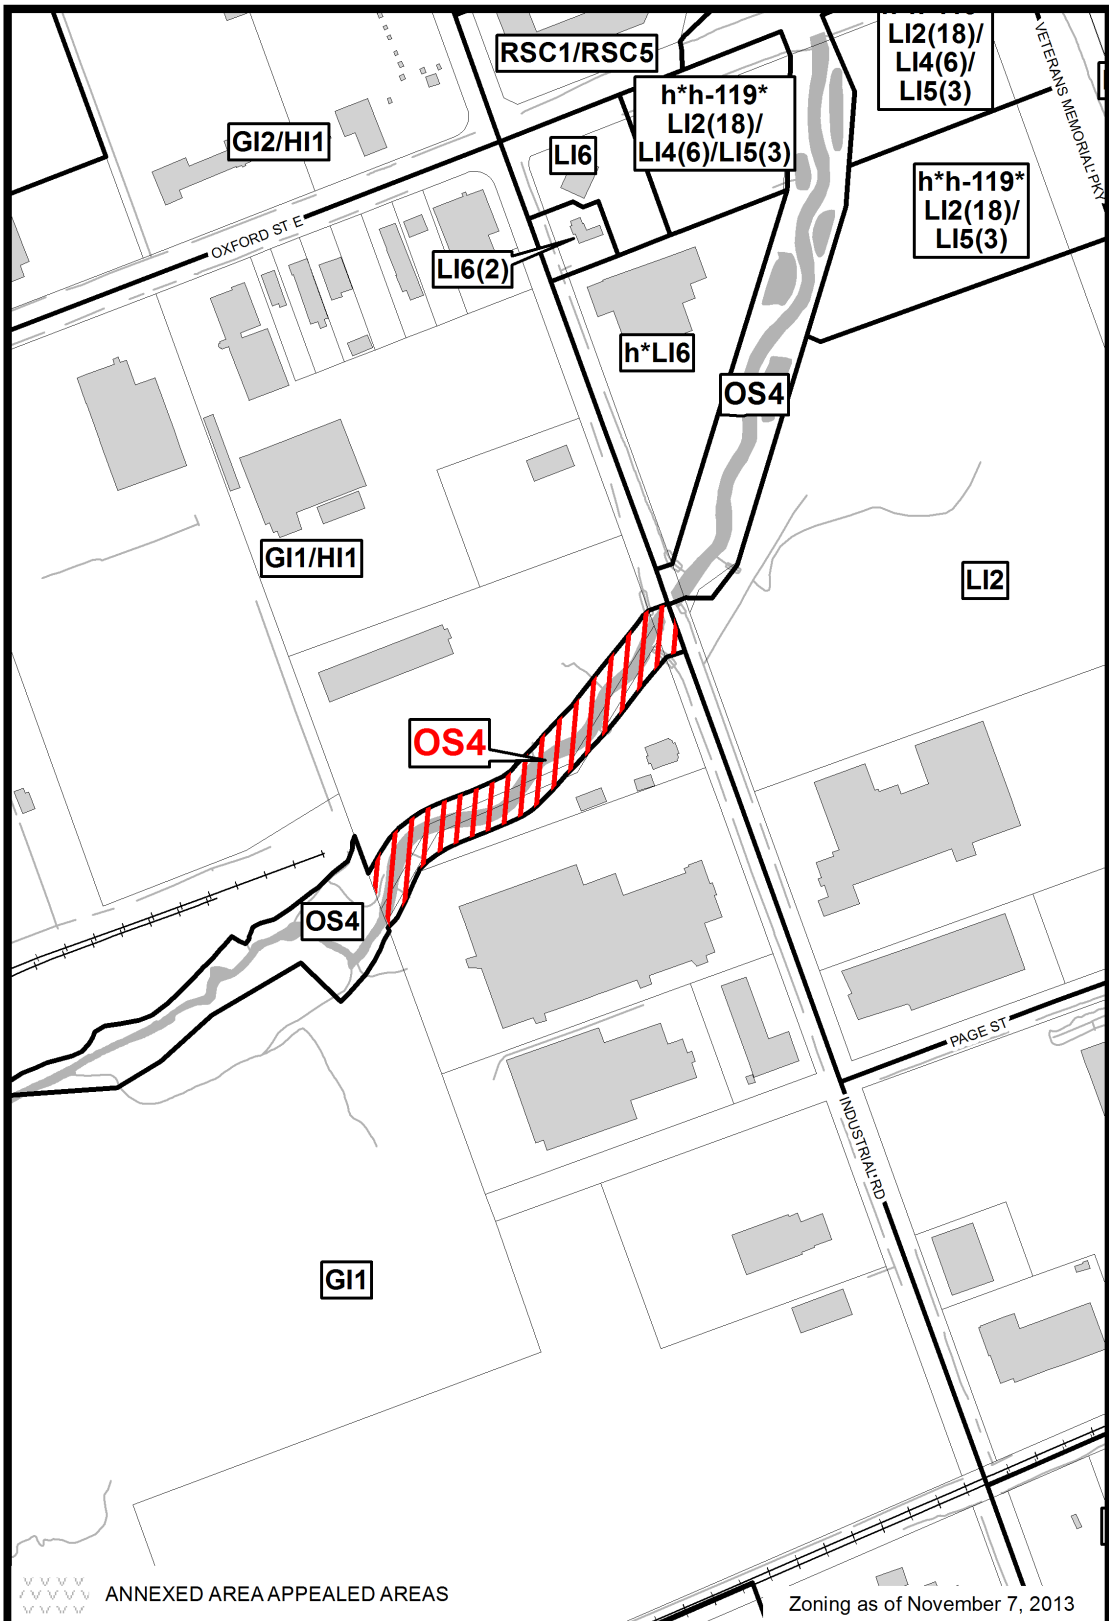 RSC1/RSC5
LI2(18)/
LI4(6)/
LI5(3)
VETERANS MEMORIAL PKY
GI2/HI1
h*h-119*
LI2(18)/
LI4(6)/LI5(3)
LI6
h*h-119*
LI2(18)/
LI5(3)
OXFORD ST E
LI6(2)
h*LI6
OS4
GI1/HI1
LI2
OS4
OS4
PAGE ST
INDUSTRIAL RD
GI1
ANNEXED AREA APPEALED AREAS
Zoning as of November 7, 2013